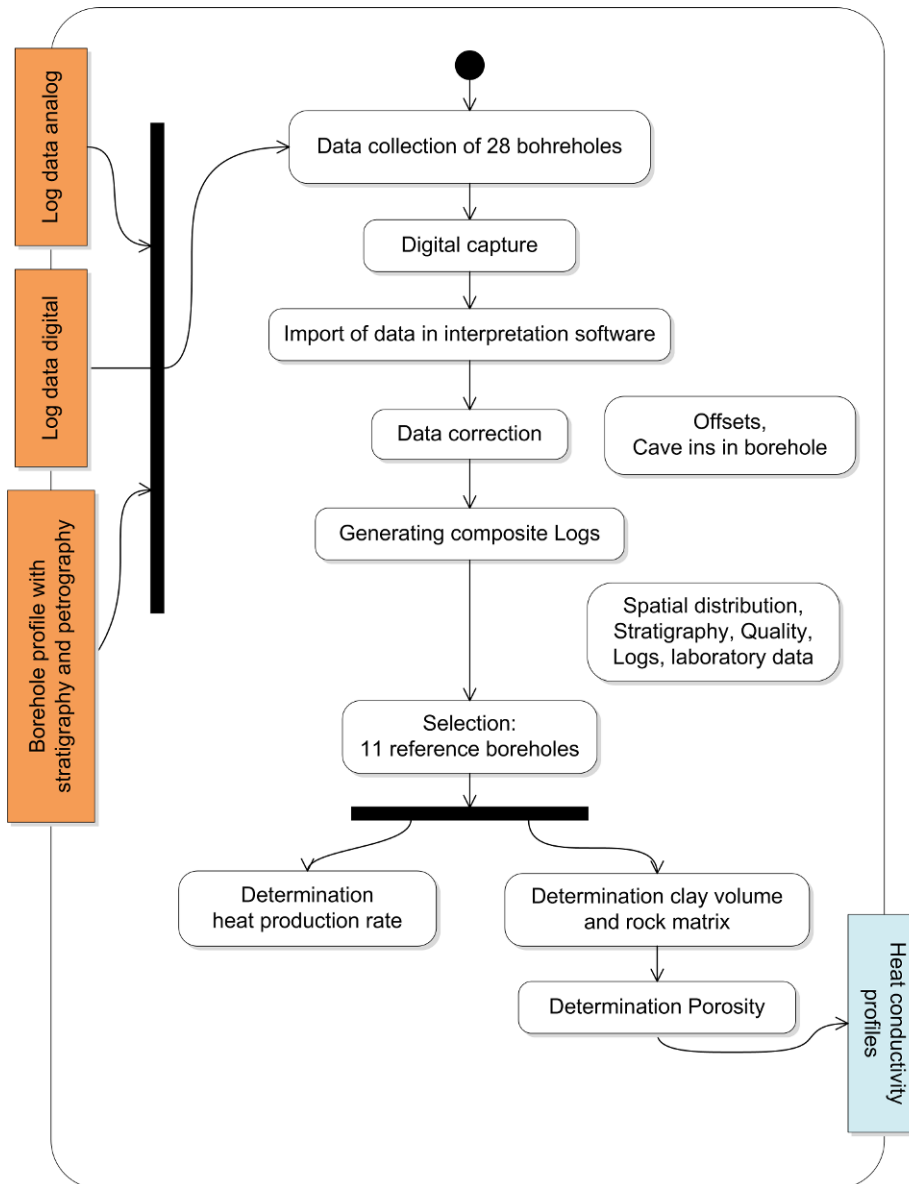 Log data analog
Log data digital
Borehole profile with
stratigraphy and petrography
Data collection of 28 bohreholes
Digital capture
Import of data in interpretation software
Data correction
Offsets,
Cave ins in borehole
Generating composite Logs
Spatial distribution,
Stratigraphy, Quality,
Logs, laboratory data
Selection:
11 reference boreholes
Determination
heat production rate
Determination clay volume
and rock matrix
Determination Porosity
Heat conductivity
profiles